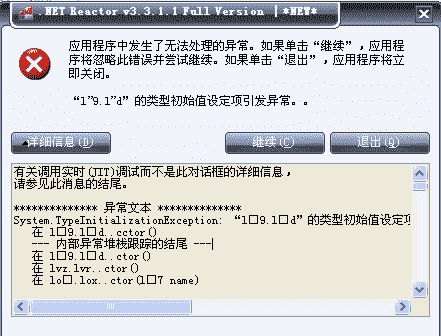 .NET Reactor v3.3.1.1 Full Version | *NEW*
应用程序中发生了无法处理的异常。如果单击“继续”，应用程
序将忽略此错误并尝试继续。如果单击“退出”，应用程序将立
即关闭。
“l”9.1”d”的类型初始值设定项引发异常。。
详细信息(D)
继续(C)
退出(Q)
有关调用实时(JIT)调试而不是此对话框的详细信息，
请参见此消息的结尾。
************** 异常文本 **************
System.TypeInitializationException: “l□9.1□d”的类型初始值设定项
在 l□9.1□d..cctor()
--- 内部异常堆栈跟踪的结尾 ---
在 l□9.1□d..ctor()
在 lvz.lvr..ctor()
在 lo□.lox..ctor(l□7 name)